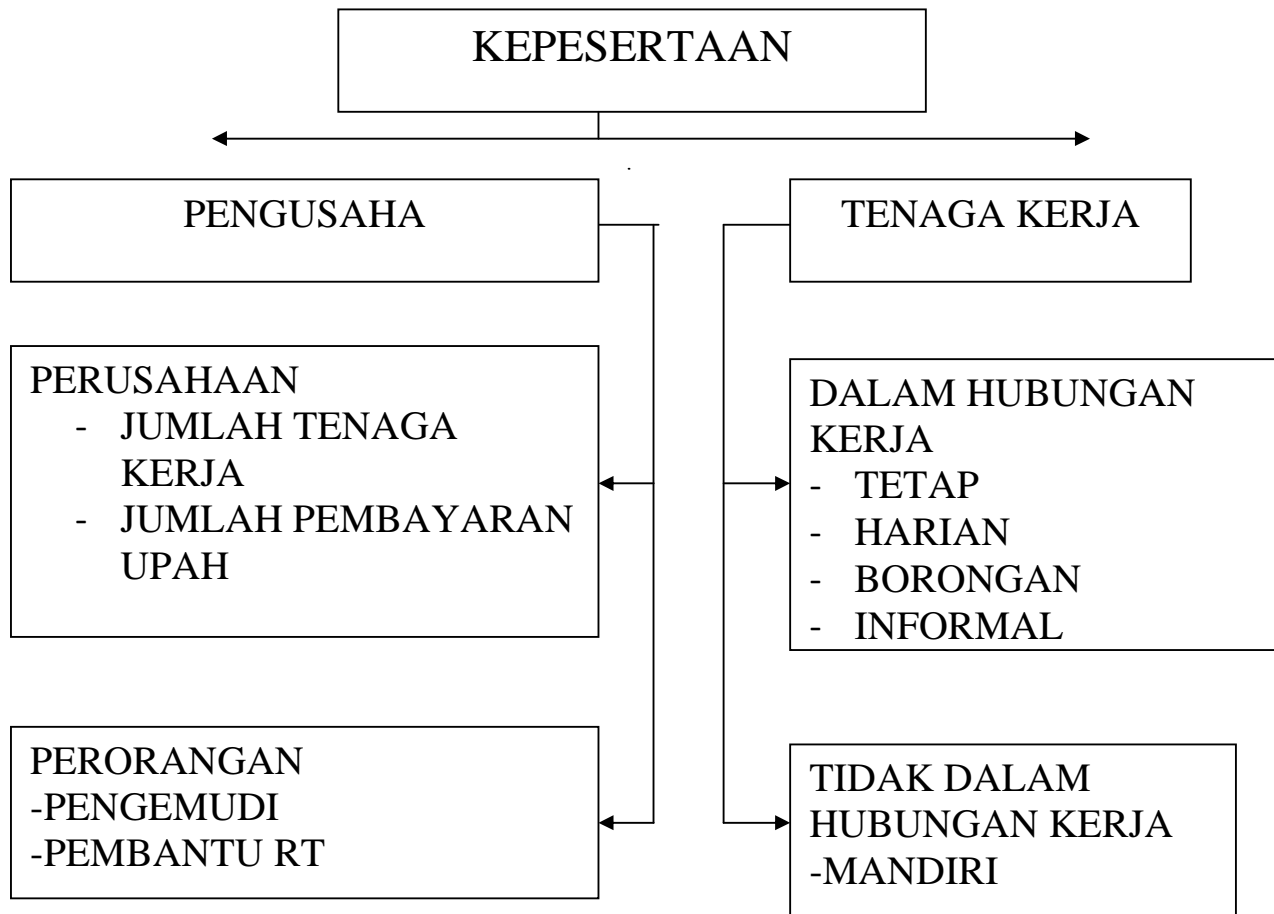 KEPESERTAAN
PENGUSAHA
TENAGA KERJA
PERUSAHAAN
- JUMLAH TENAGA
KERJA
- JUMLAH PEMBAYARAN
UPAH
DALAM HUBUNGAN
KERJA
- TETAP
- HARIAN
- BORONGAN
- INFORMAL
PERORANGAN
-PENGEMUDI
-PEMBANTU RT
TIDAK DALAM
HUBUNGAN KERJA
-MANDIRI